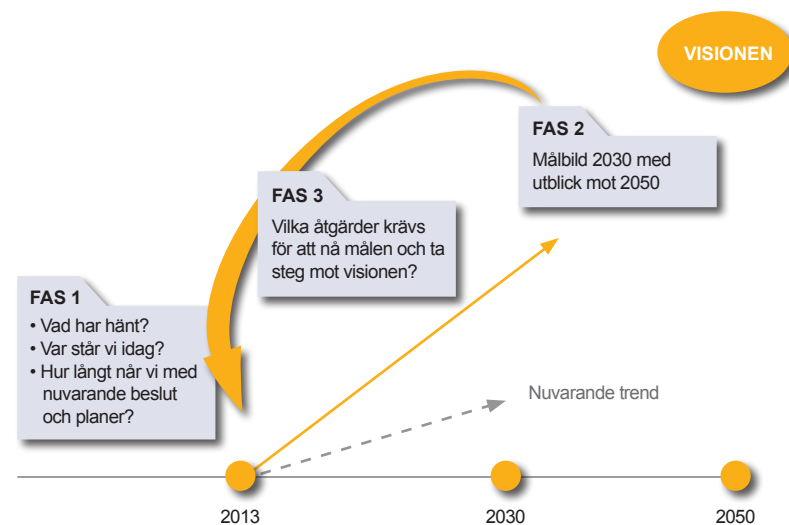 VISIONEN
FAS 2
Målbild 2030 med
utblick mot 2050
FAS 3
Vilka åtgärder krävs
för att nå målen och ta
steg mot visionen?
FAS 1
• Vad har hänt?
• Var står vi idag?
• Hur långt når vi med
nuvarande beslut
och planer?
Nuvarande trend
2013
2030
2050